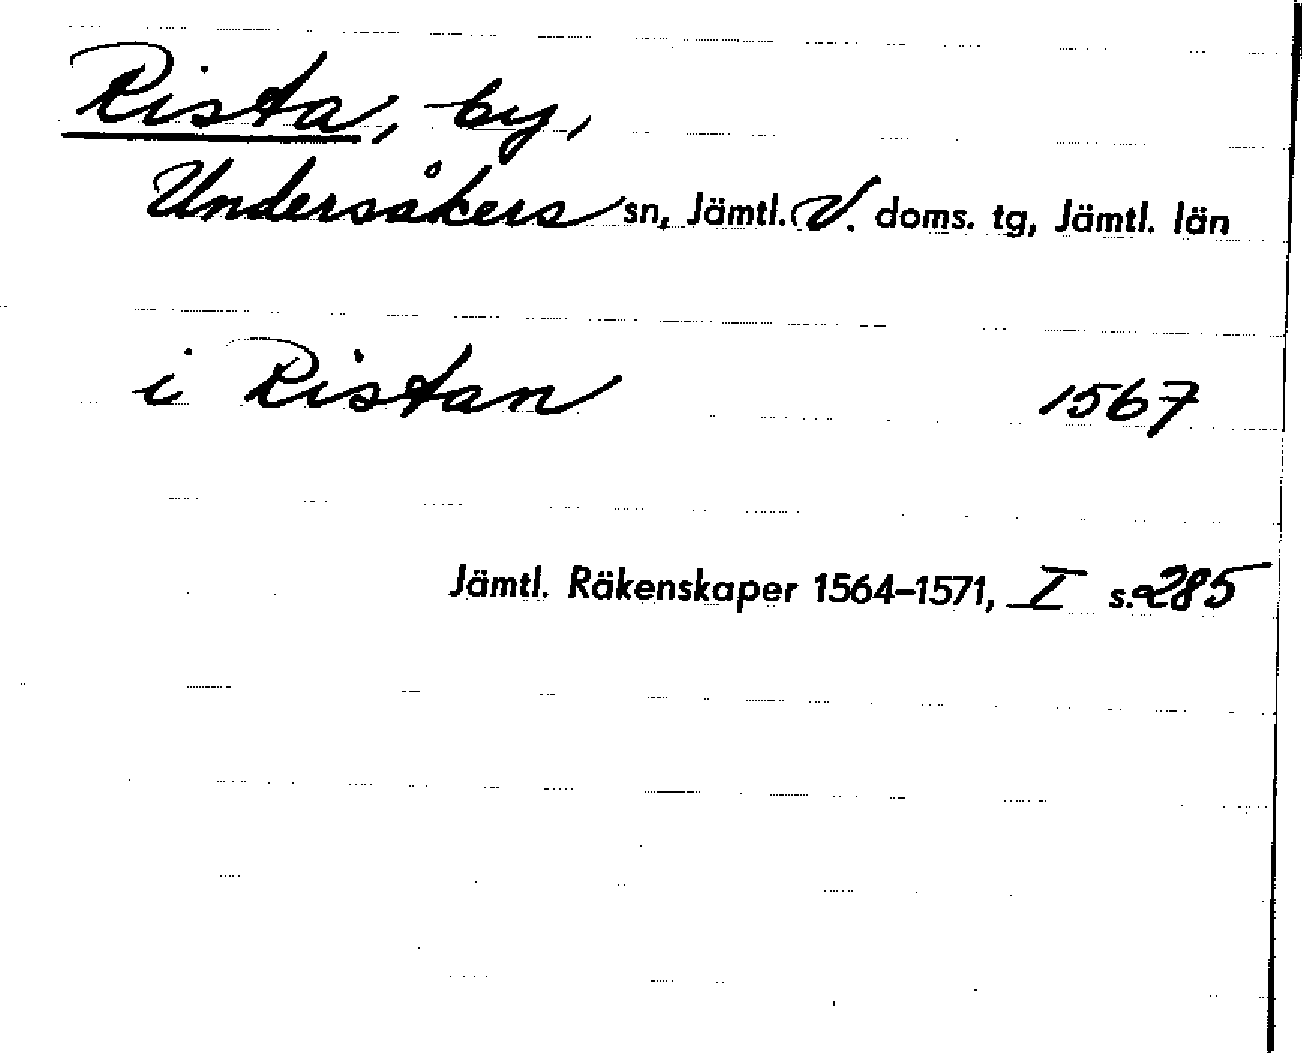 Rista, by,
Undersåkers sn, Jämtl. V. doms. tg, Jämtl. län
i Ristan 1567
Jämtl. Räkenskaper 1564–1571, I s. 285